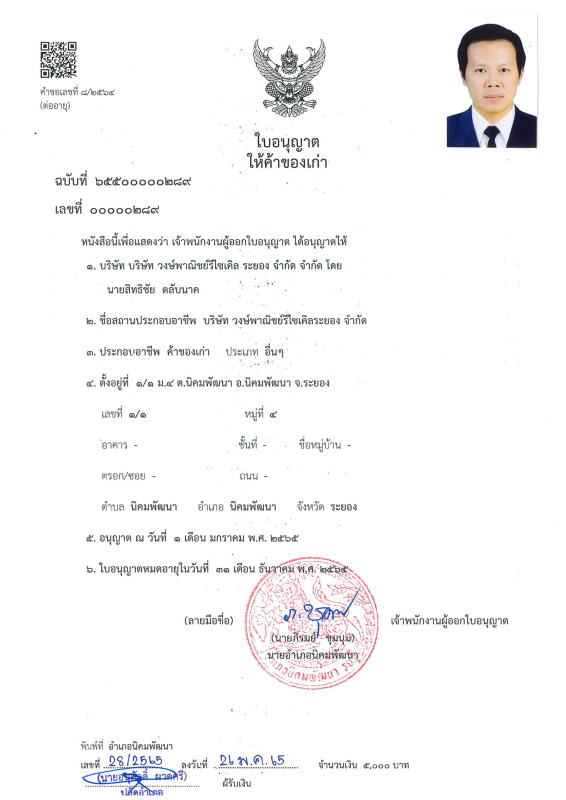 คำขอเลขที่ ๘/๒๕๖๔
(ต่ออายุ)
ใบอนุญาต
ให้ค้าของเก่า
ฉบับที่ ๖๕๕๐๐๐๐๐๒๘๙
เลขที่ ๐๐๐๐๐๒๘๙
หนังสือนี้เพื่อแสดงว่า เจ้าพนักงานผู้ออกใบอนุญาต ได้อนุญาตให้
๑. บริษัท บริษัท วงษ์พาณิชย์รีไซเคิล ระยอง จำกัด จำกัด โดย
นายสิทธิชัย ตลับนาค
๒. ชื่อสถานประกอบอาชีพ บริษัท วงษ์พาณิชย์รีไซเคิลระยอง จำกัด
๓. ประกอบอาชีพ ค้าของเก่า ประเภท อื่นๆ
๔. ตั้งอยู่ที่ ๑/๑ ม.๔ ต.นิคมพัฒนา อ.นิคมพัฒนา จ.ระยอง
เลขที่ ๑/๑ หมู่ที่ ๔
อาคาร - ชั้นที่ - ชื่อหมู่บ้าน -
ตรอก/ซอย - ถนน -
ตำบล นิคมพัฒนา อำเภอ นิคมพัฒนา จังหวัด ระยอง
๕. อนุญาต ณ วันที่ ๑ เดือน มกราคม พ.ศ. ๒๕๖๕
๖. ใบอนุญาตหมดอายุในวันที่ ๓๑ เดือน ธันวาคม พ.ศ. ๒๕๖๕
(ลายมือชื่อ) เจ้าพนักงานผู้ออกใบอนุญาต
(นายภิรมย์ ชุมนุม)
นายอำเภอนิคมพัฒนา
พิมพ์ที่ อำเภอนิคมพัฒนา
เลขที่ 28/2565 ลงวันที่ 26 พ.ค. 65 จำนวนเงิน ๕,๐๐๐ บาท
ผู้รับเงิน
ปลัดอำเภอ